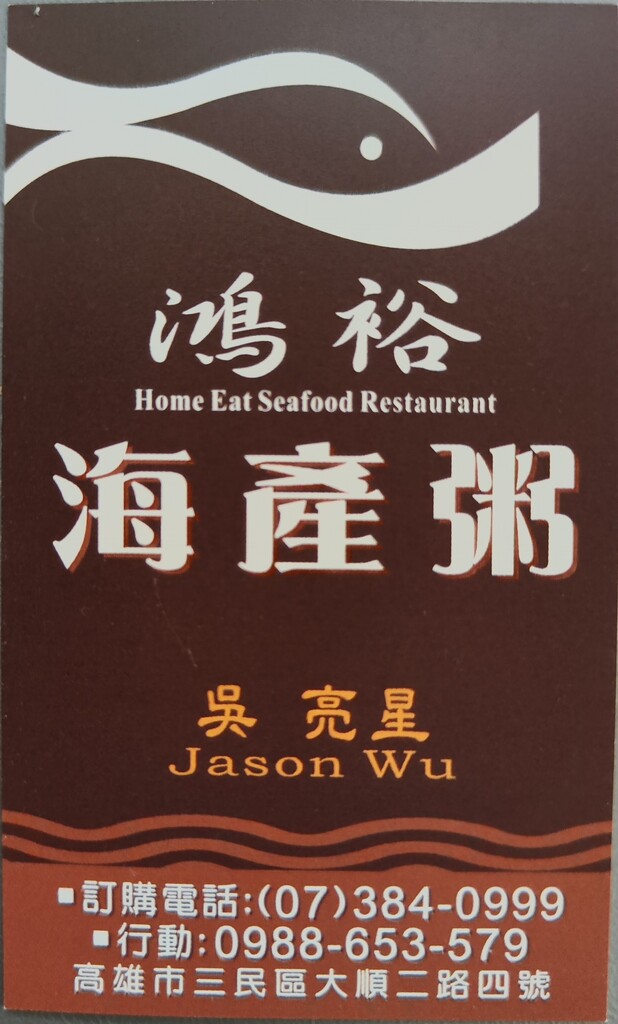 鴻裕
Home Eat Seafood Restaurant
海產粥
吳 亮星
Jason Wu
▪訂購電話:(07)384-0999
▪行動:0988-653-579
高雄市三民區大順二路四號